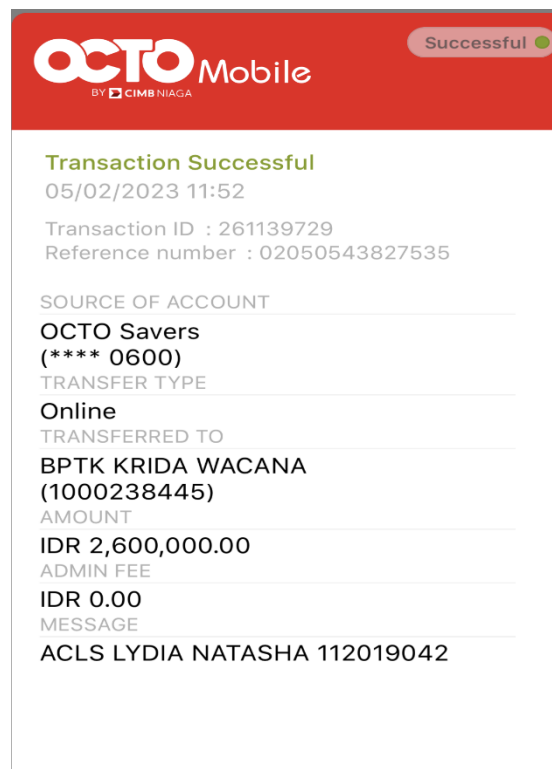 Successful
OCTO Mobile
BY CIMB NIAGA
Transaction Successful
05/02/2023 11:52
Transaction ID : 261139729
Reference number : 02050543827535
SOURCE OF ACCOUNT
OCTO Savers
(**** 0600)
TRANSFER TYPE
Online
TRANSFERRED TO
BPTK KRIDA WACANA
(1000238445)
AMOUNT
IDR 2,600,000.00
ADMIN FEE
IDR 0.00
MESSAGE
ACLS LYDIA NATASHA 112019042